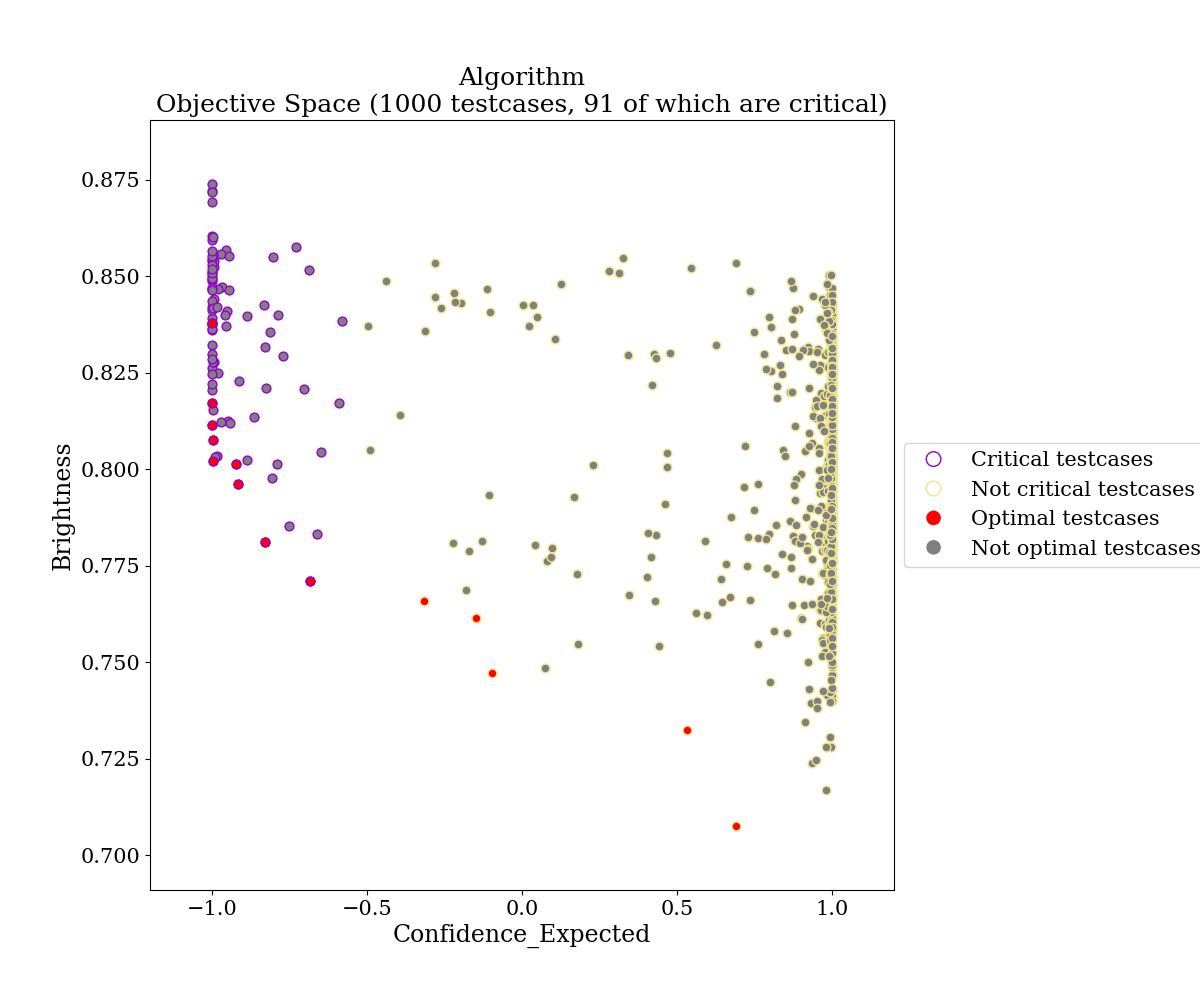 Algorithm
Objective Space (1000 testcases, 91 of which are critical)
0.875
0.850
0.825
0.800
0.775
0.750
0.725
0.700
Brightness
−1.0
−0.5
0.0
0.5
1.0
Confidence_Expected
Critical testcases
Not critical testcases
Optimal testcases
Not optimal testcases